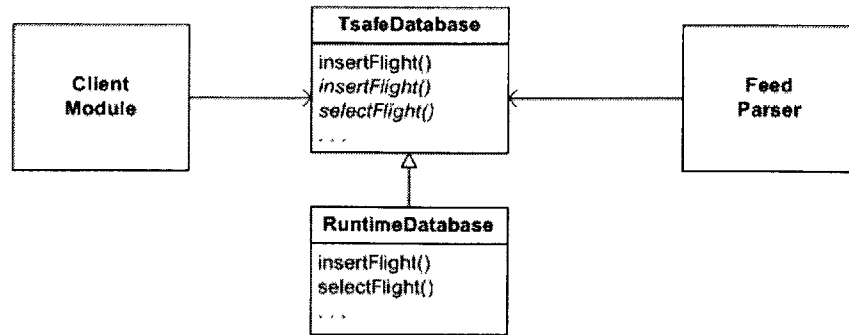 TsafeDatabase
insertFlight()
insertFlight()
selectFlight()
. . .
Client
Module
Feed
Parser
RuntimeDatabase
insertFlight()
selectFlight()
. . .